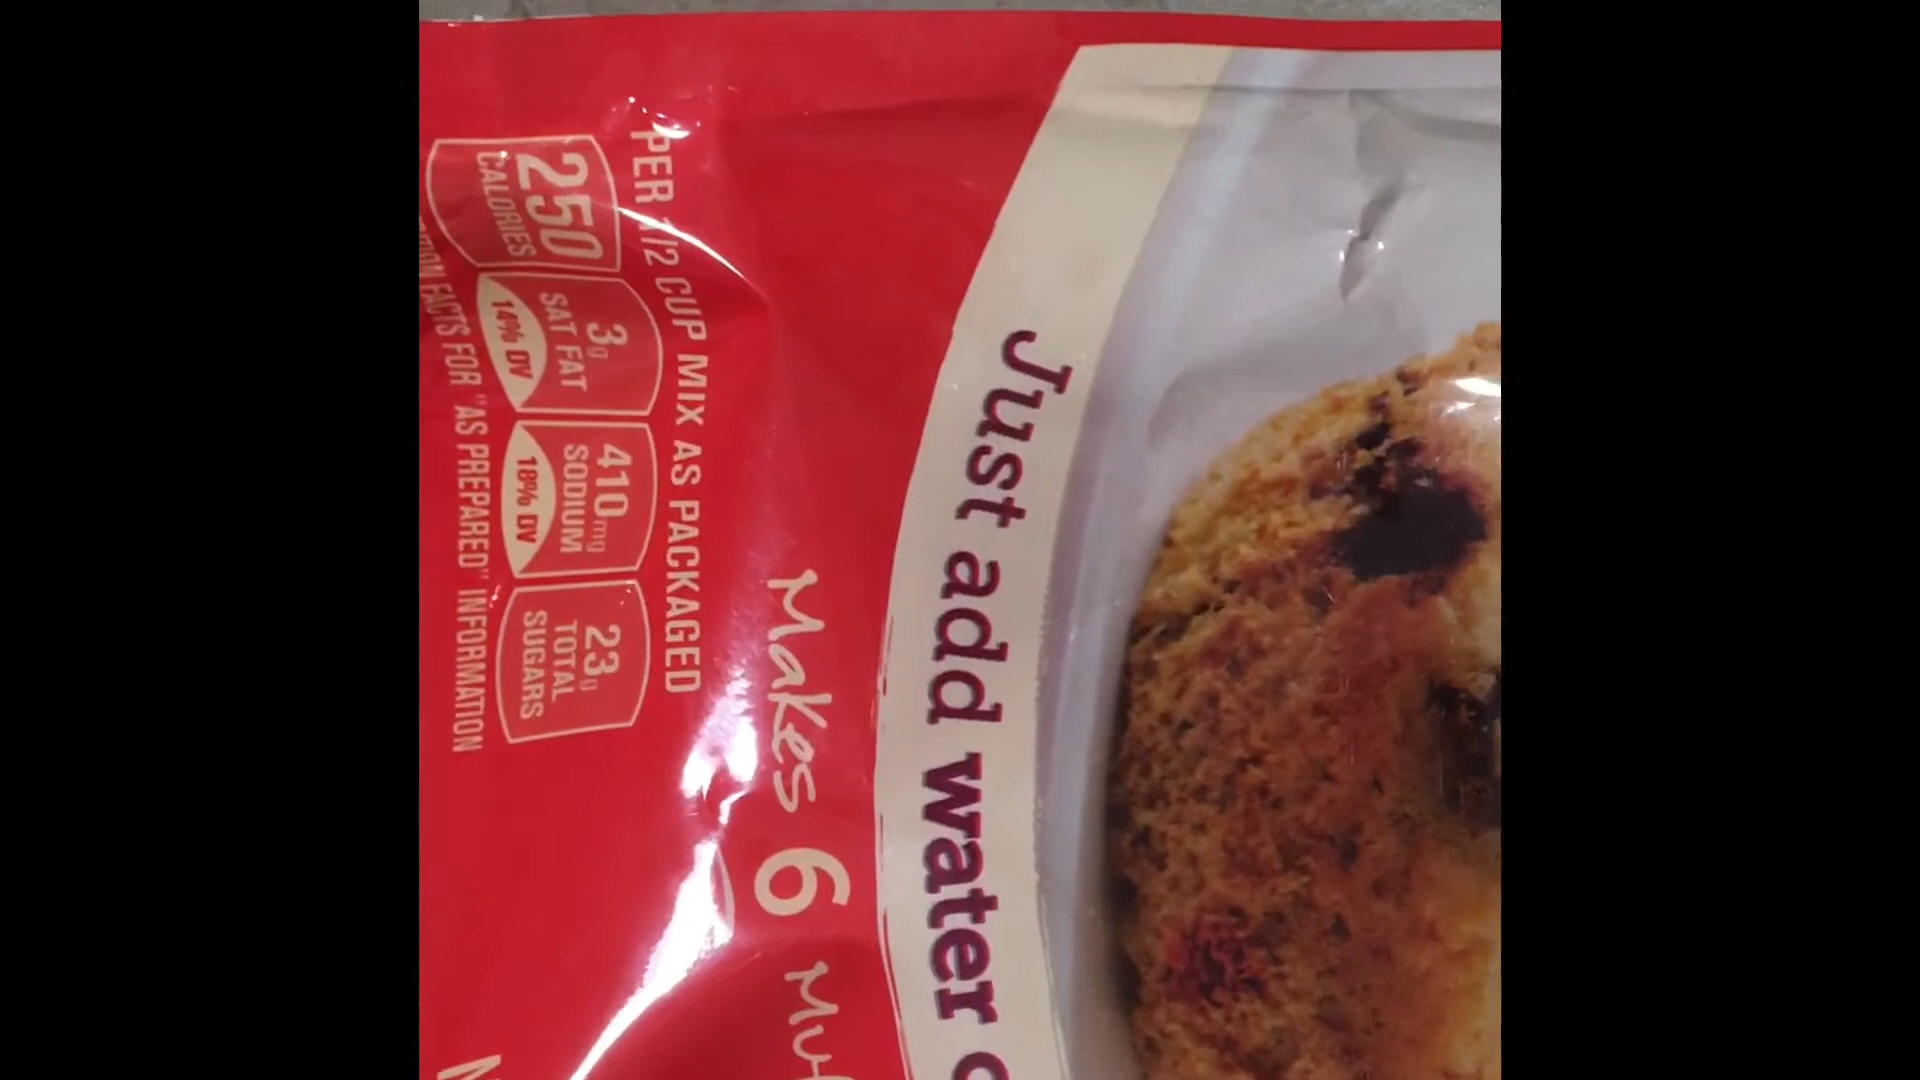 Just add water
Makes 6
PER 1/2 CUP MIX AS PACKAGED
250
CALORIES
3g
SAT FAT
14% DV
410mg
SODIUM
18% DV
23g
TOTAL
SUGARS
FACTS FOR "AS PREPARED" INFORMATION